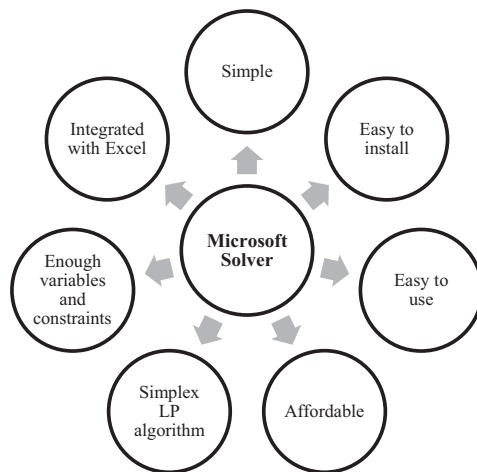 Simple
Easy to
install
Easy to
use
Affordable
Simplex
LP
algorithm
Enough
variables
and
constraints
Integrated
with Excel
Microsoft
Solver